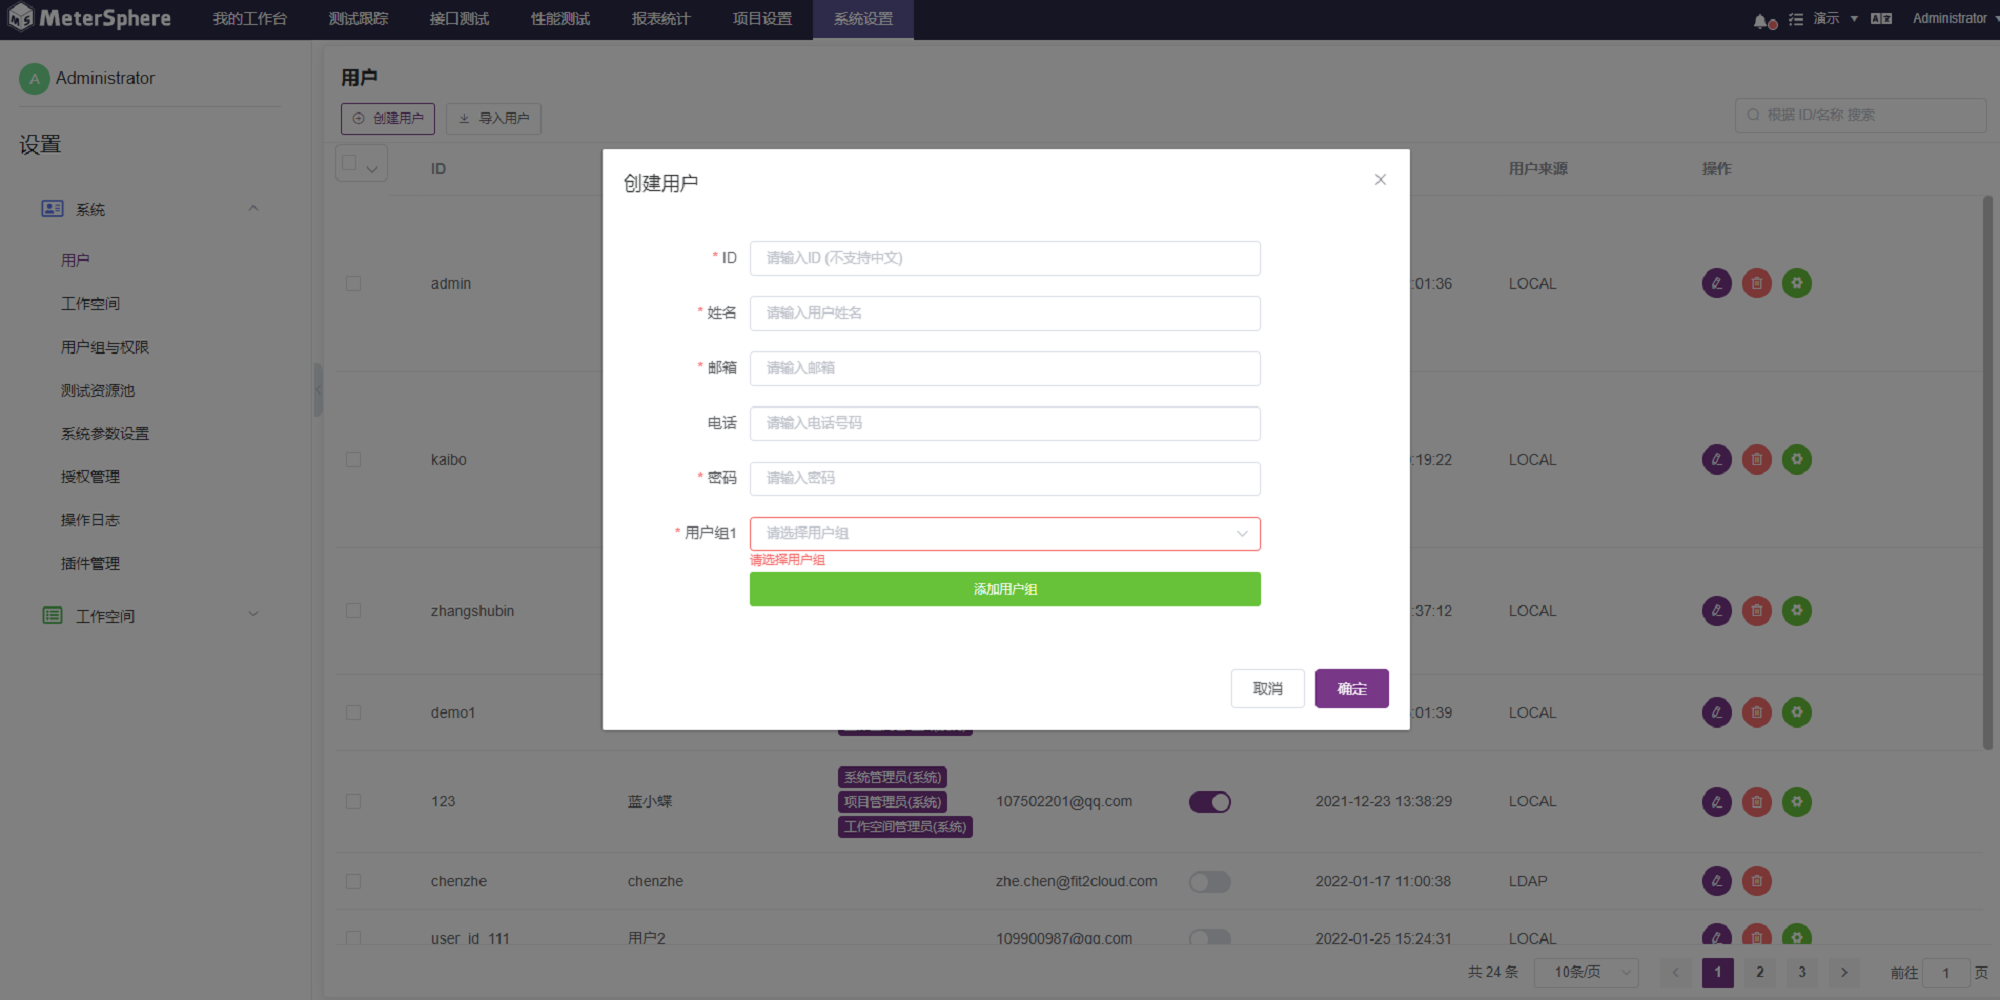 MeterSphere 我的工作台 测试跟踪 接口测试 性能测试 报表统计 项目设置 系统设置 演示 Administrator
A Administrator
设置
系统
用户
工作空间
用户组与权限
测试资源池
系统参数设置
授权管理
操作日志
插件管理
工作空间
用户
创建用户 导入用户
根据 ID/名称 搜索
ID 用户来源 操作
admin :01:36 LOCAL
kaibo :19:22 LOCAL
zhangshubin :37:12 LOCAL
demo1 :01:39 LOCAL
创建用户
* ID 请输入ID (不支持中文)
* 姓名 请输入用户姓名
* 邮箱 请输入邮箱
电话 请输入电话号码
* 密码 请输入密码
* 用户组1 请选择用户组
请选择用户组
添加用户组
取消 确定
系统管理员(系统)
123 蓝小蝶 项目管理员(系统) 107502201@qq.com 2021-12-23 13:38:29 LOCAL
工作空间管理员(系统)
chenzhe chenzhe zhe.chen@fit2cloud.com 2022-01-17 11:00:38 LDAP
user_id_111 用户2 109900987@qq.com 2022-01-25 15:24:31 LOCAL
共 24 条 10条/页 1 2 3 前往 1 页